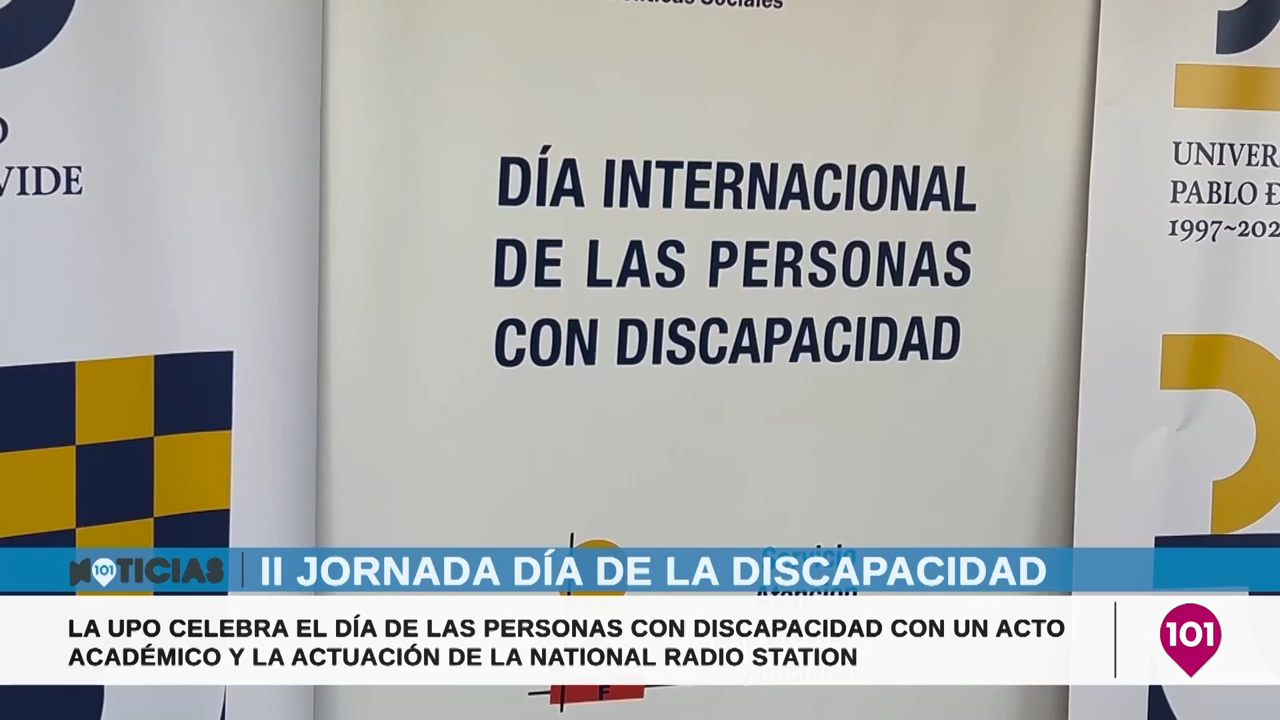 Sociales
VIDE
DÍA INTERNACIONAL
DE LAS PERSONAS
CON DISCAPACIDAD
UNIVER
PABLO
1997~202
NOTICIAS
101
II JORNADA DÍA DE LA DISCAPACIDAD
LA UPO CELEBRA EL DÍA DE LAS PERSONAS CON DISCAPACIDAD CON UN ACTO
ACADÉMICO Y LA ACTUACIÓN DE LA NATIONAL RADIO STATION
101
F